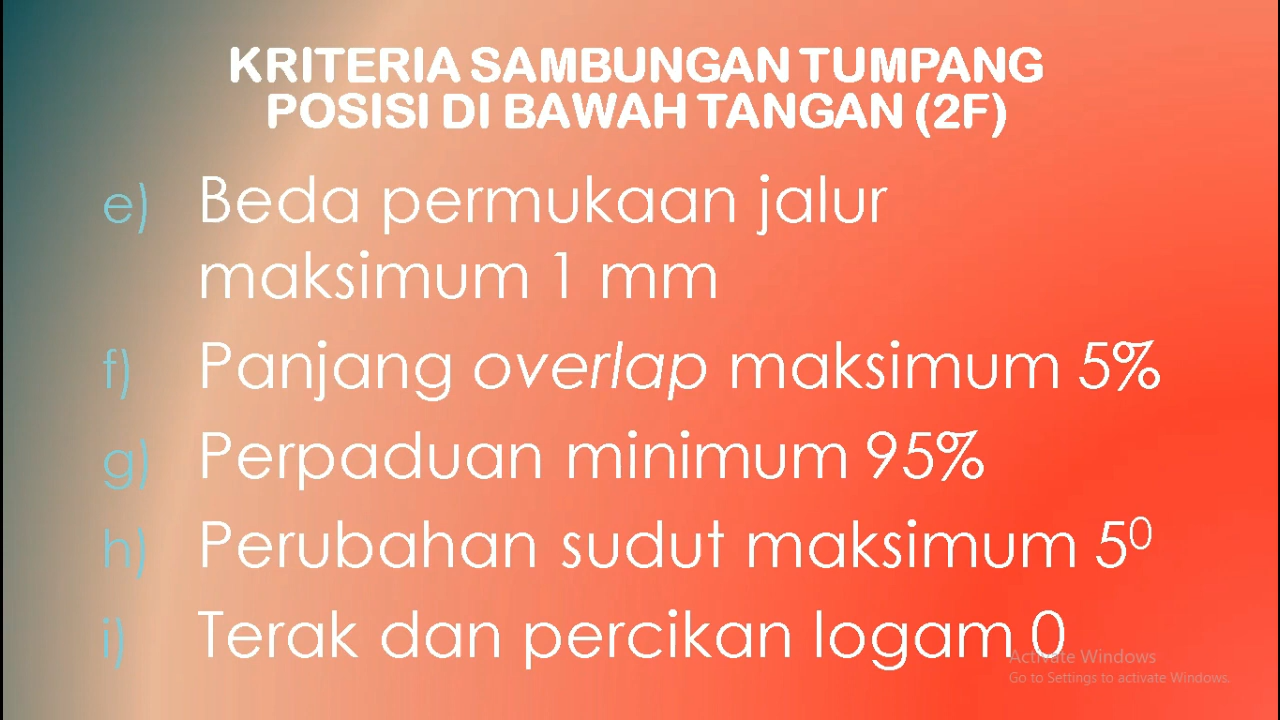 KRITERIA SAMBUNGAN TUMPANG
POSISI DI BAWAH TANGAN (2F)
e) Beda permukaan jalur
maksimum 1 mm
f) Panjang overlap maksimum 5%
g) Perpaduan minimum 95%
h) Perubahan sudut maksimum 5⁰
i) Terak dan percikan logam 0
Activate Windows
Go to Settings to activate Windows.